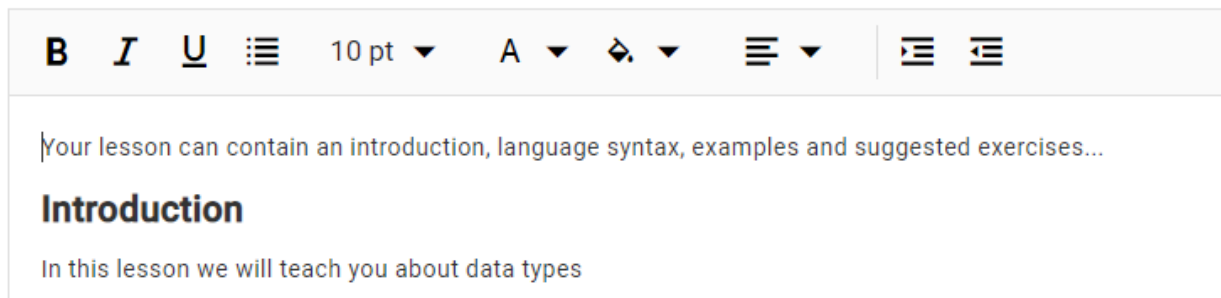 B I U 10 pt A
Your lesson can contain an introduction, language syntax, examples and suggested exercises...
Introduction
In this lesson we will teach you about data types